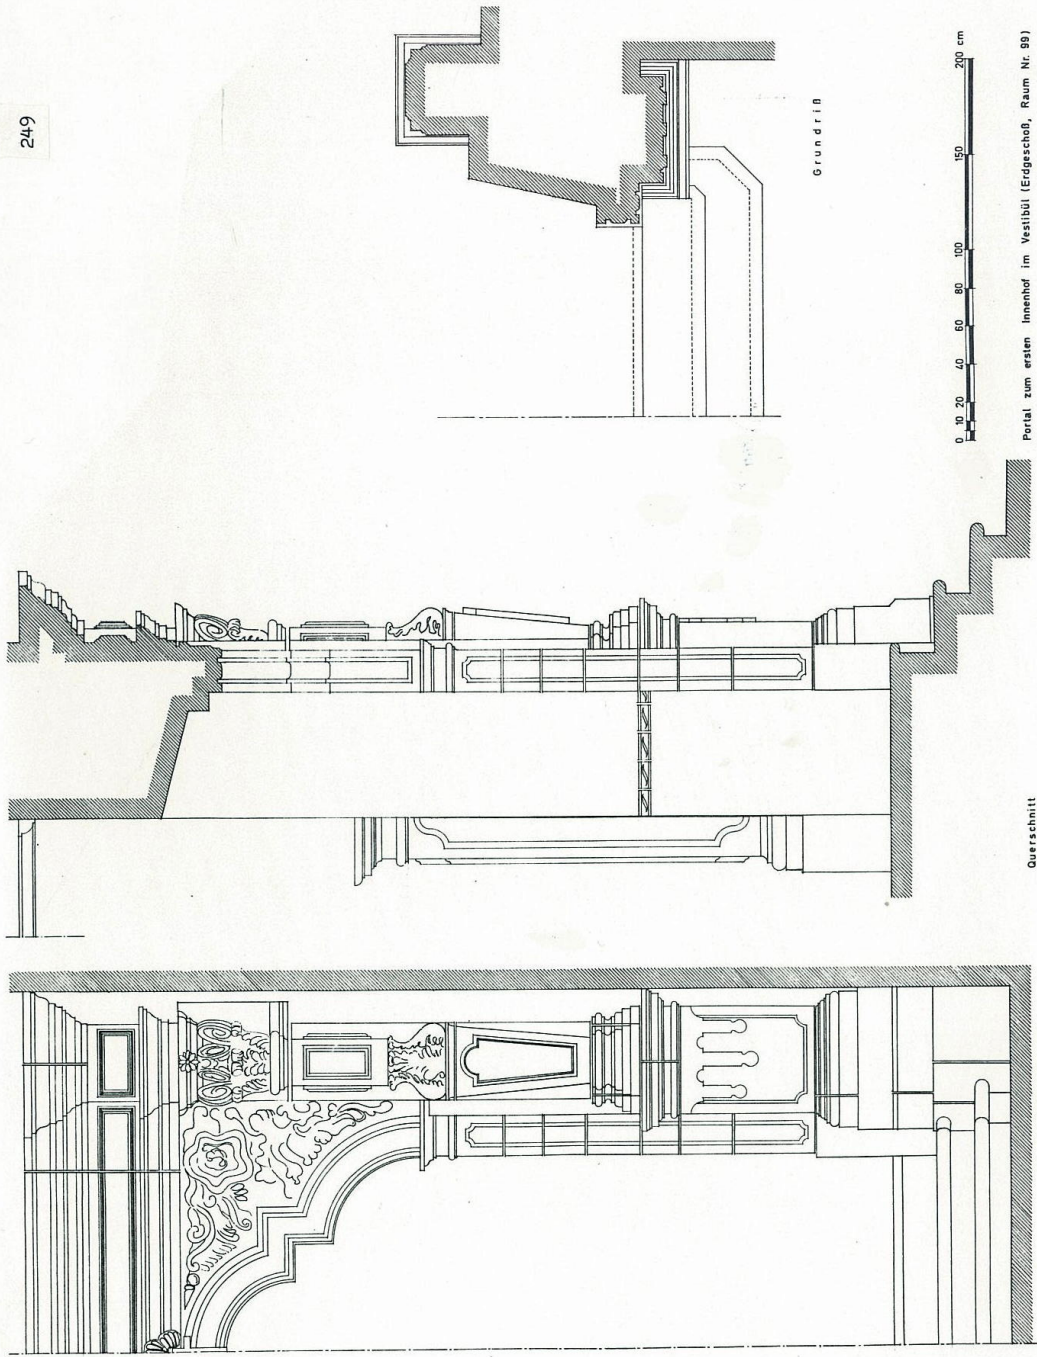 249
Grundriß
0 10 20 40 60 80 100 150 200 cm
Portal zum ersten Innenhof im Vestibül (Erdgeschoß, Raum Nr. 99)
Querschnitt